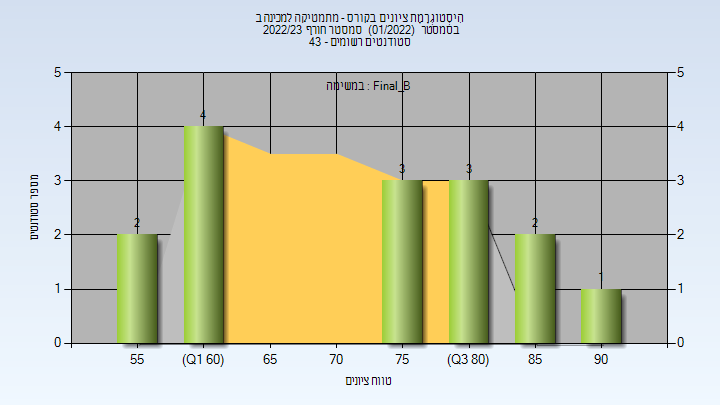 הִיסְטוֹגְרָמַת ציונים בקורס - מתמטיקה למכינה ב
בסמסטר (01/2022) סמסטר חורף 2022/23
סטודנטים רשומים - 43
במשימה : Final_B
5 5
4 4
3 3
2 2
1 1
0 0
2 4 3 3 2 1
מספר סטודנטים
55 (Q1 60) 65 70 75 (Q3 80) 85 90
טווח ציונים